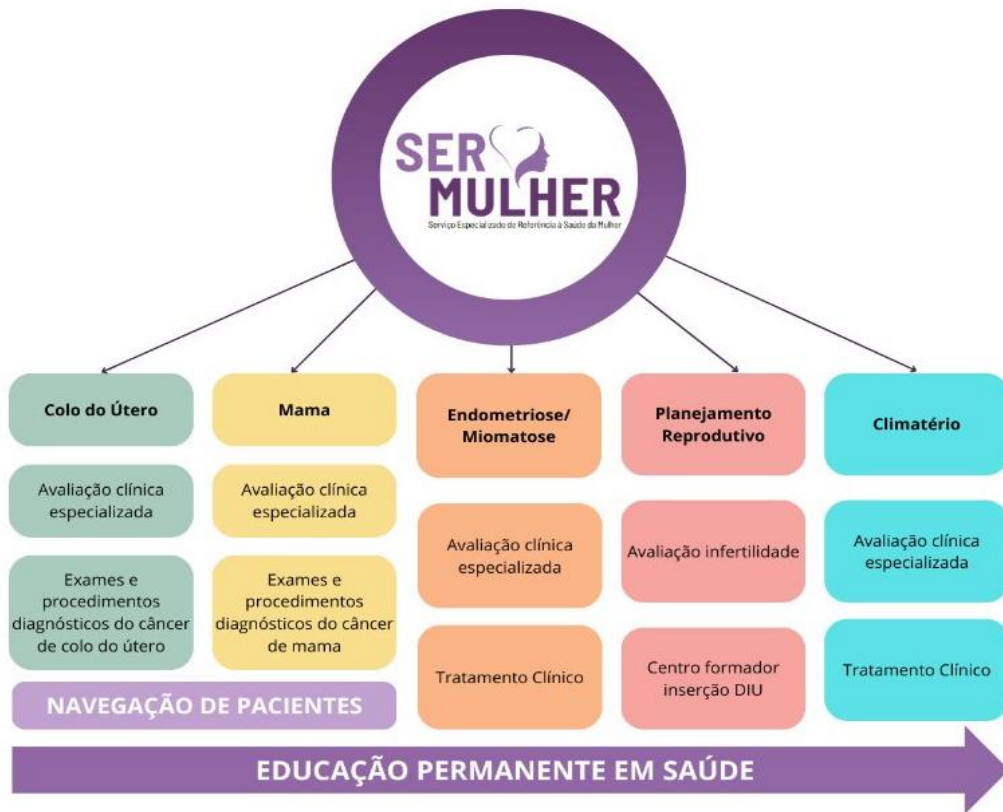 SER
MULHER
Serviço Especializado de Referência à Saúde da Mulher
Colo do Útero
Avaliação clínica
especializada
Exames e
procedimentos
diagnósticos do câncer
de colo do útero
Mama
Avaliação clínica
especializada
Exames e
procedimentos
diagnósticos do câncer
de mama
NAVEGAÇÃO DE PACIENTES
Endometriose/
Miomatose
Avaliação clínica
especializada
Tratamento Clínico
Planejamento
Reprodutivo
Avaliação infertilidade
Centro formador
inserção DIU
Climatério
Avaliação clínica
especializada
Tratamento Clínico
EDUCAÇÃO PERMANENTE EM SAÚDE